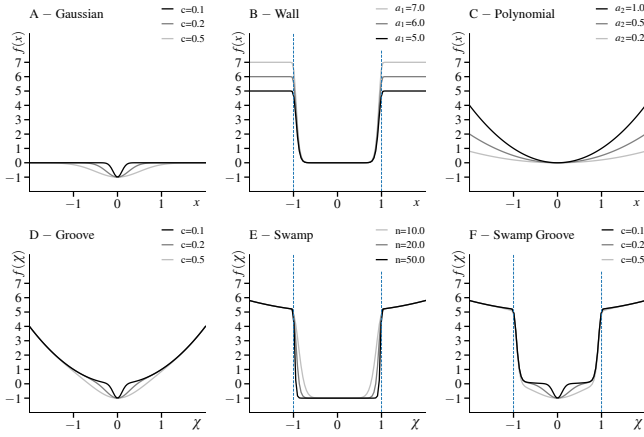 A − Gaussian
c=0.1
c=0.2
c=0.5
f(x)
7
6
5
4
3
2
1
0
−1
−1 0 1 x
B − Wall
a1=7.0
a1=6.0
a1=5.0
f(x)
7
6
5
4
3
2
1
0
−1
−1 0 1 x
C − Polynomial
a2=1.0
a2=0.5
a2=0.2
f(x)
7
6
5
4
3
2
1
0
−1
−1 0 1 x
D − Groove
c=0.1
c=0.2
c=0.5
f(χ)
7
6
5
4
3
2
1
0
−1
−1 0 1 χ
E − Swamp
n=10.0
n=20.0
n=50.0
f(χ)
7
6
5
4
3
2
1
0
−1
−1 0 1 χ
F − Swamp Groove
c=0.1
c=0.2
c=0.5
f(χ)
7
6
5
4
3
2
1
0
−1
−1 0 1 χ